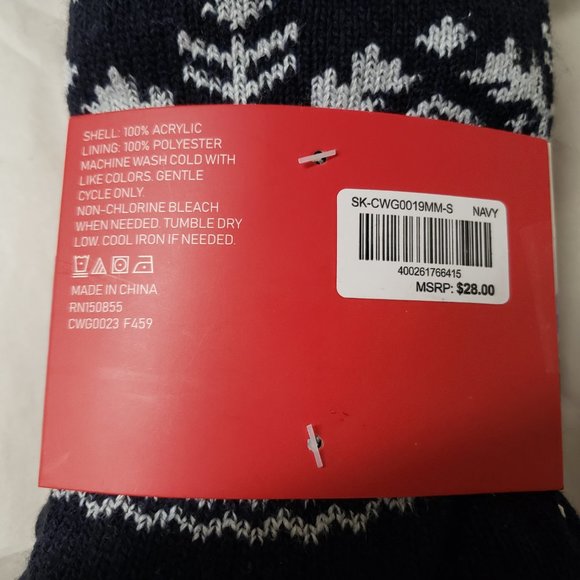 SHELL: 100% ACRYLIC
LINING: 100% POLYESTER
MACHINE WASH COLD WITH
LIKE COLORS. GENTLE
CYCLE ONLY.
NON-CHLORINE BLEACH
WHEN NEEDED. TUMBLE DRY
LOW. COOL IRON IF NEEDED.
MADE IN CHINA
RN150855
CWG0023 F459
SK-CWG0019MM-S NAVY
400261766415
MSRP: $28.00